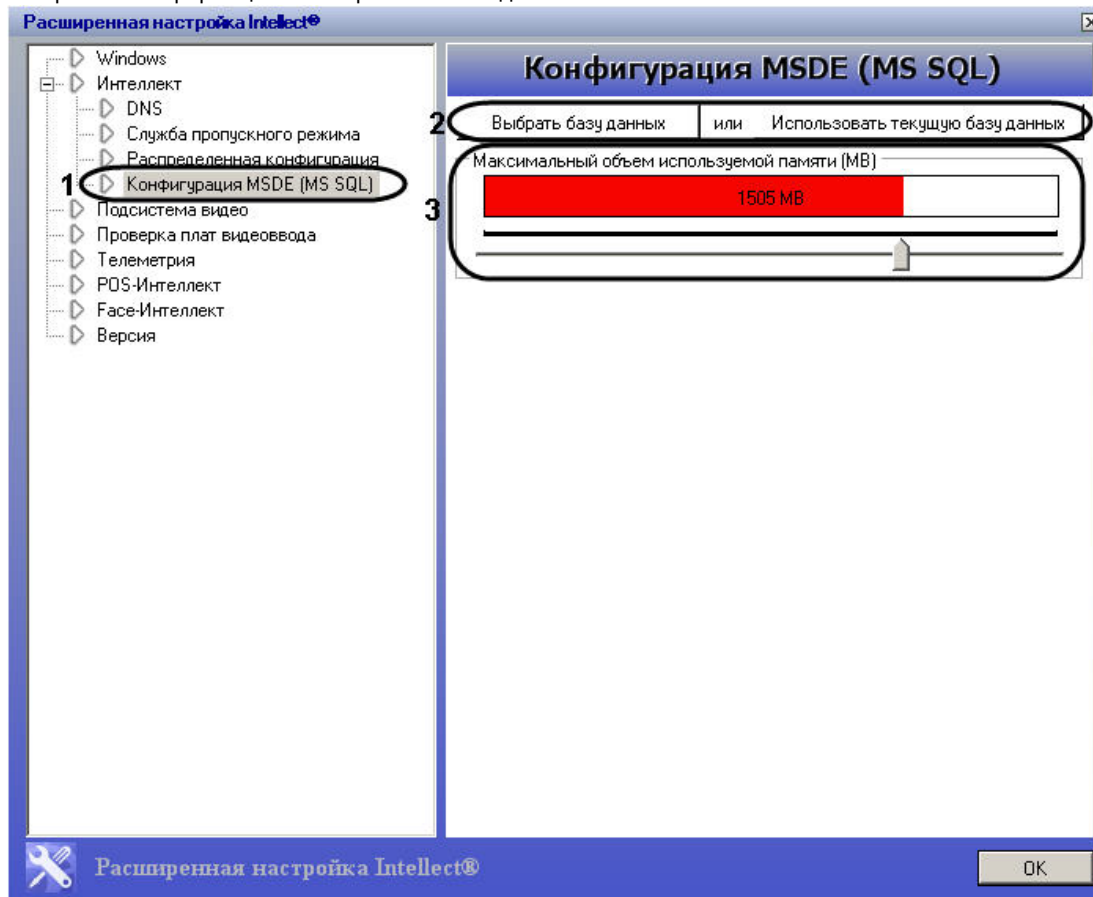 Расширенная настройка Intellect®
Windows
Интеллект
DNS
Служба пропускного режима
Распределенная конфигурация
1 Конфигурация MSDE (MS SQL)
Подсистема видео
Проверка плат видеоввода
Телеметрия
POS-Интеллект
Face-Интеллект
Версия
Конфигурация MSDE (MS SQL)
2 Выбрать базу данных или Использовать текущую базу данных
Максимальный объем используемой памяти (МВ)
3 1505 MB
Расширенная настройка Intellect®
OK